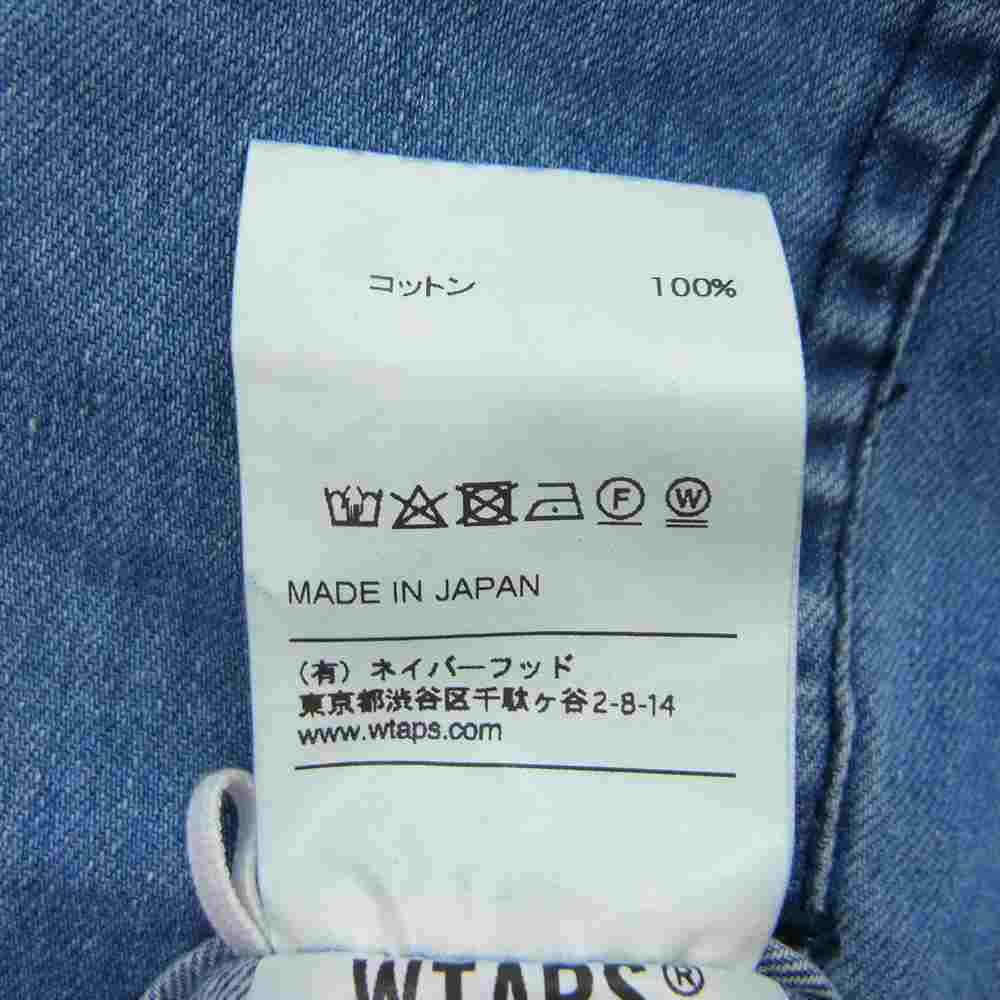 コットン 100%
F W
MADE IN JAPAN
(有) ネイバーフッド
東京都渋谷区千駄ヶ谷2-8-14
www.wtaps.com
WTAPS®